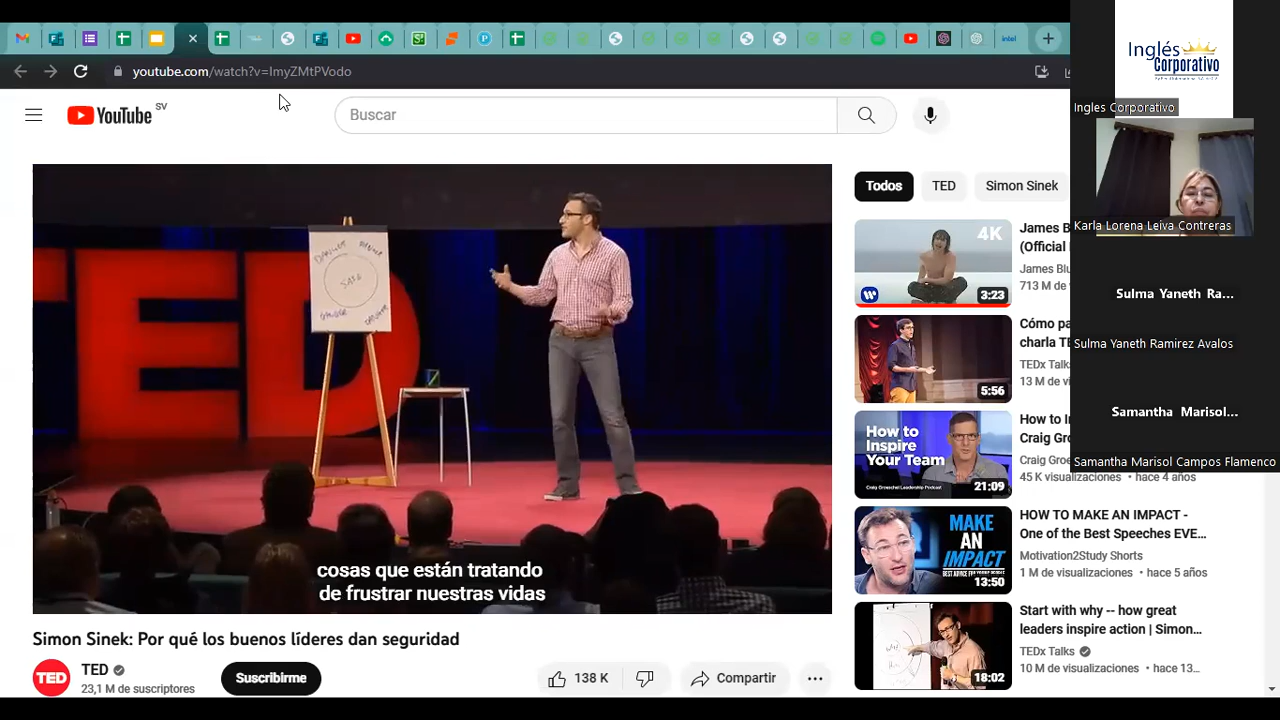 youtube.com/watch?v=lmyZMtPVodo
YouTube SV
Buscar
TED
SAFE
DANGER
cosas que están tratando
de frustrar nuestras vidas
Simon Sinek: Por qué los buenos líderes dan seguridad
TED
TED
23,1 M de suscriptores
Suscribirme
138 K
Compartir
Todos
TED
Simon Sinek
4K
3:23
James B
(Official
James Blu
713 M de
5:56
Cómo pa
charla TE
TEDx Talk
13 M de vi
How to
Inspire
Your Team
Craig Groeschel Leadership Podcast
21:09
How to I
Craig Gro
Craig Groe
45 K visualizaciones • hace 4 años
MAKE
AN
IMPACT
13:50
HOW TO MAKE AN IMPACT -
One of the Best Speeches EVE...
Motivation2Study Shorts
1 M de visualizaciones • hace 5 años
18:02
Start with why -- how great
leaders inspire action | Simon...
TEDx Talks
10 M de visualizaciones • hace 13...
Inglés
Corporativo
Ingles Corporativo
Karla Lorena Leiva Contreras
Sulma Yaneth Ra...
Sulma Yaneth Ramirez Avalos
Samantha Marisol...
Samantha Marisol Campos Flamenco
intel